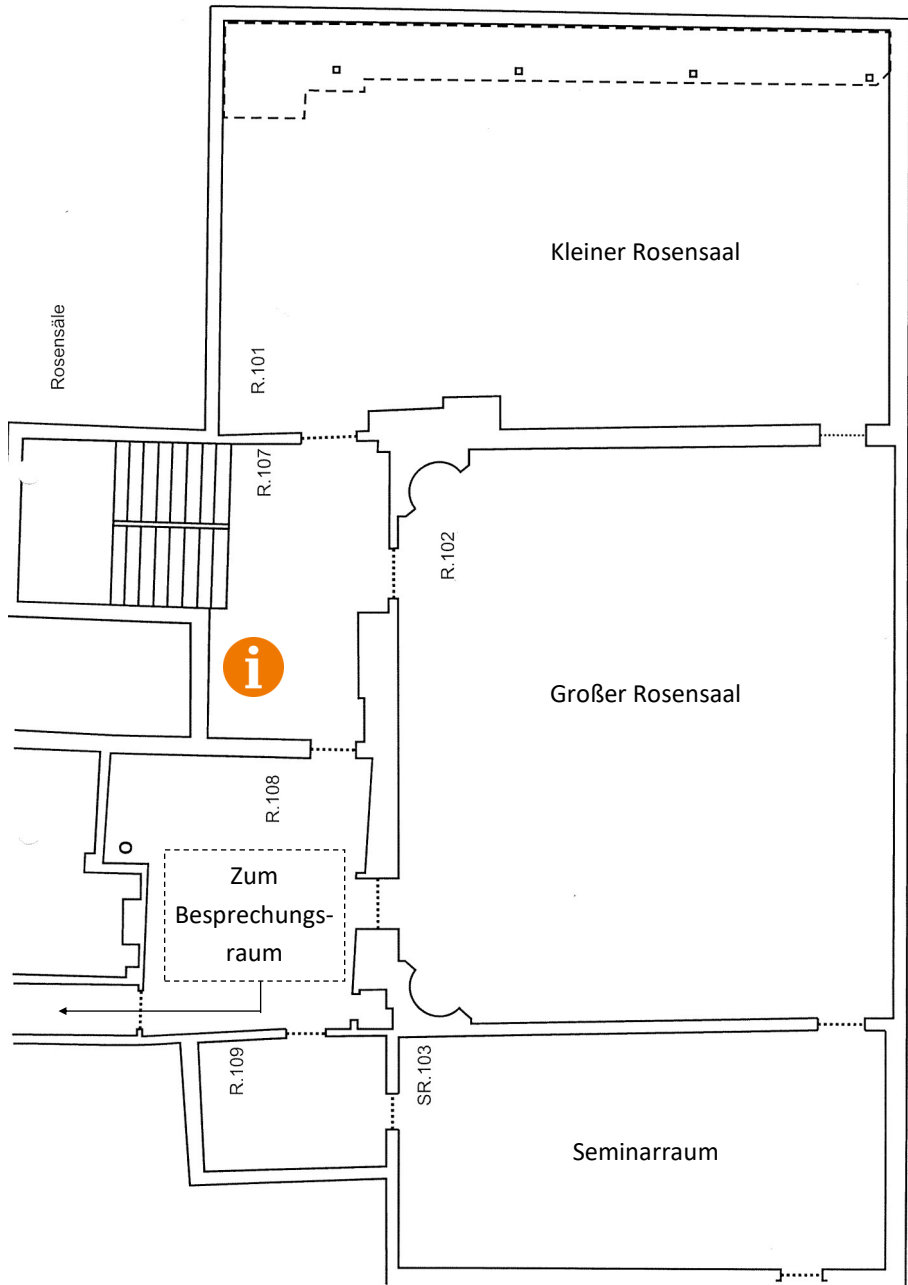 Kleiner Rosensaal
Rosensäle
R.101
R.107
R.102
i
Großer Rosensaal
R.108
Zum
Besprechungs-
raum
R.109
SR.103
Seminarraum